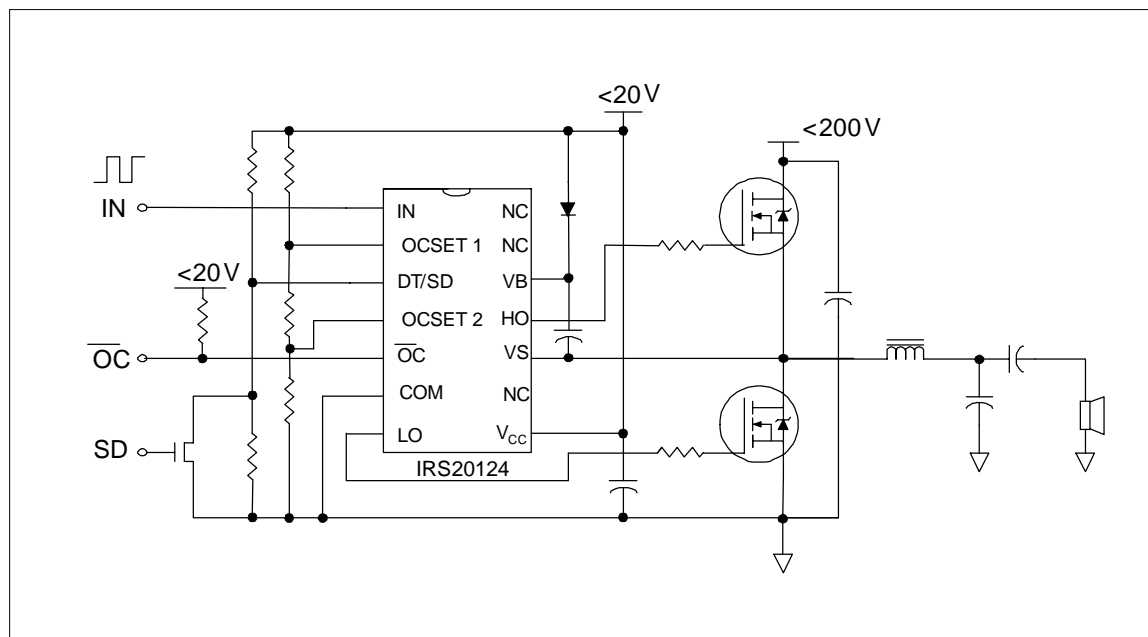 <20V
<200V
IN
IN
NC
OCSET 1
NC
<20V
DT/SD
VB
OCSET 2
HO
OC
OC
VS
COM
NC
SD
LO
VCC
IRS20124